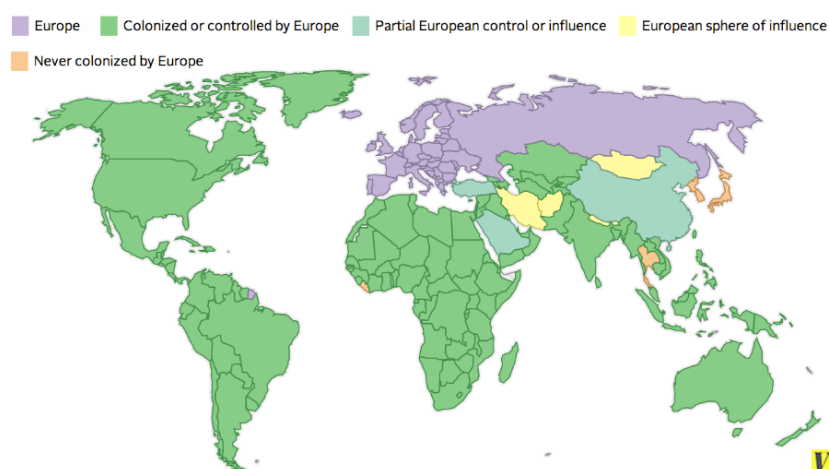 Europe Colonized or controlled by Europe Partial European control or influence European sphere of influence
Never colonized by Europe
V